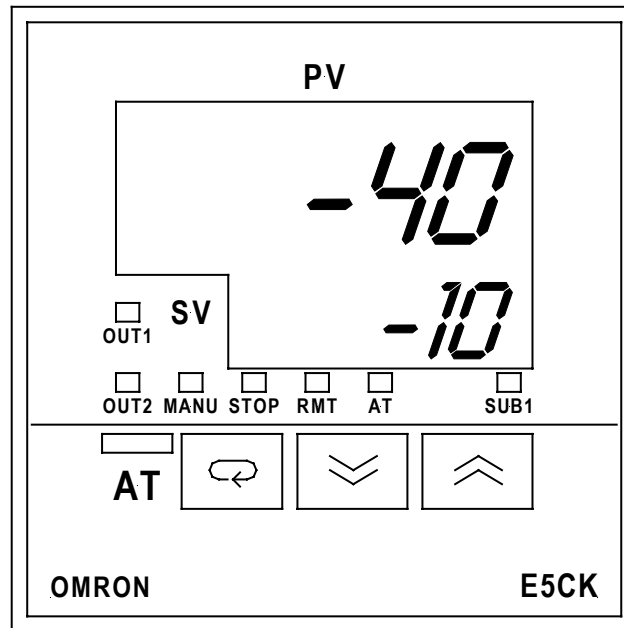 PV
-40
-10
SV
OUT1
OUT2 MANU STOP RMT AT SUB1
AT
OMRON E5CK